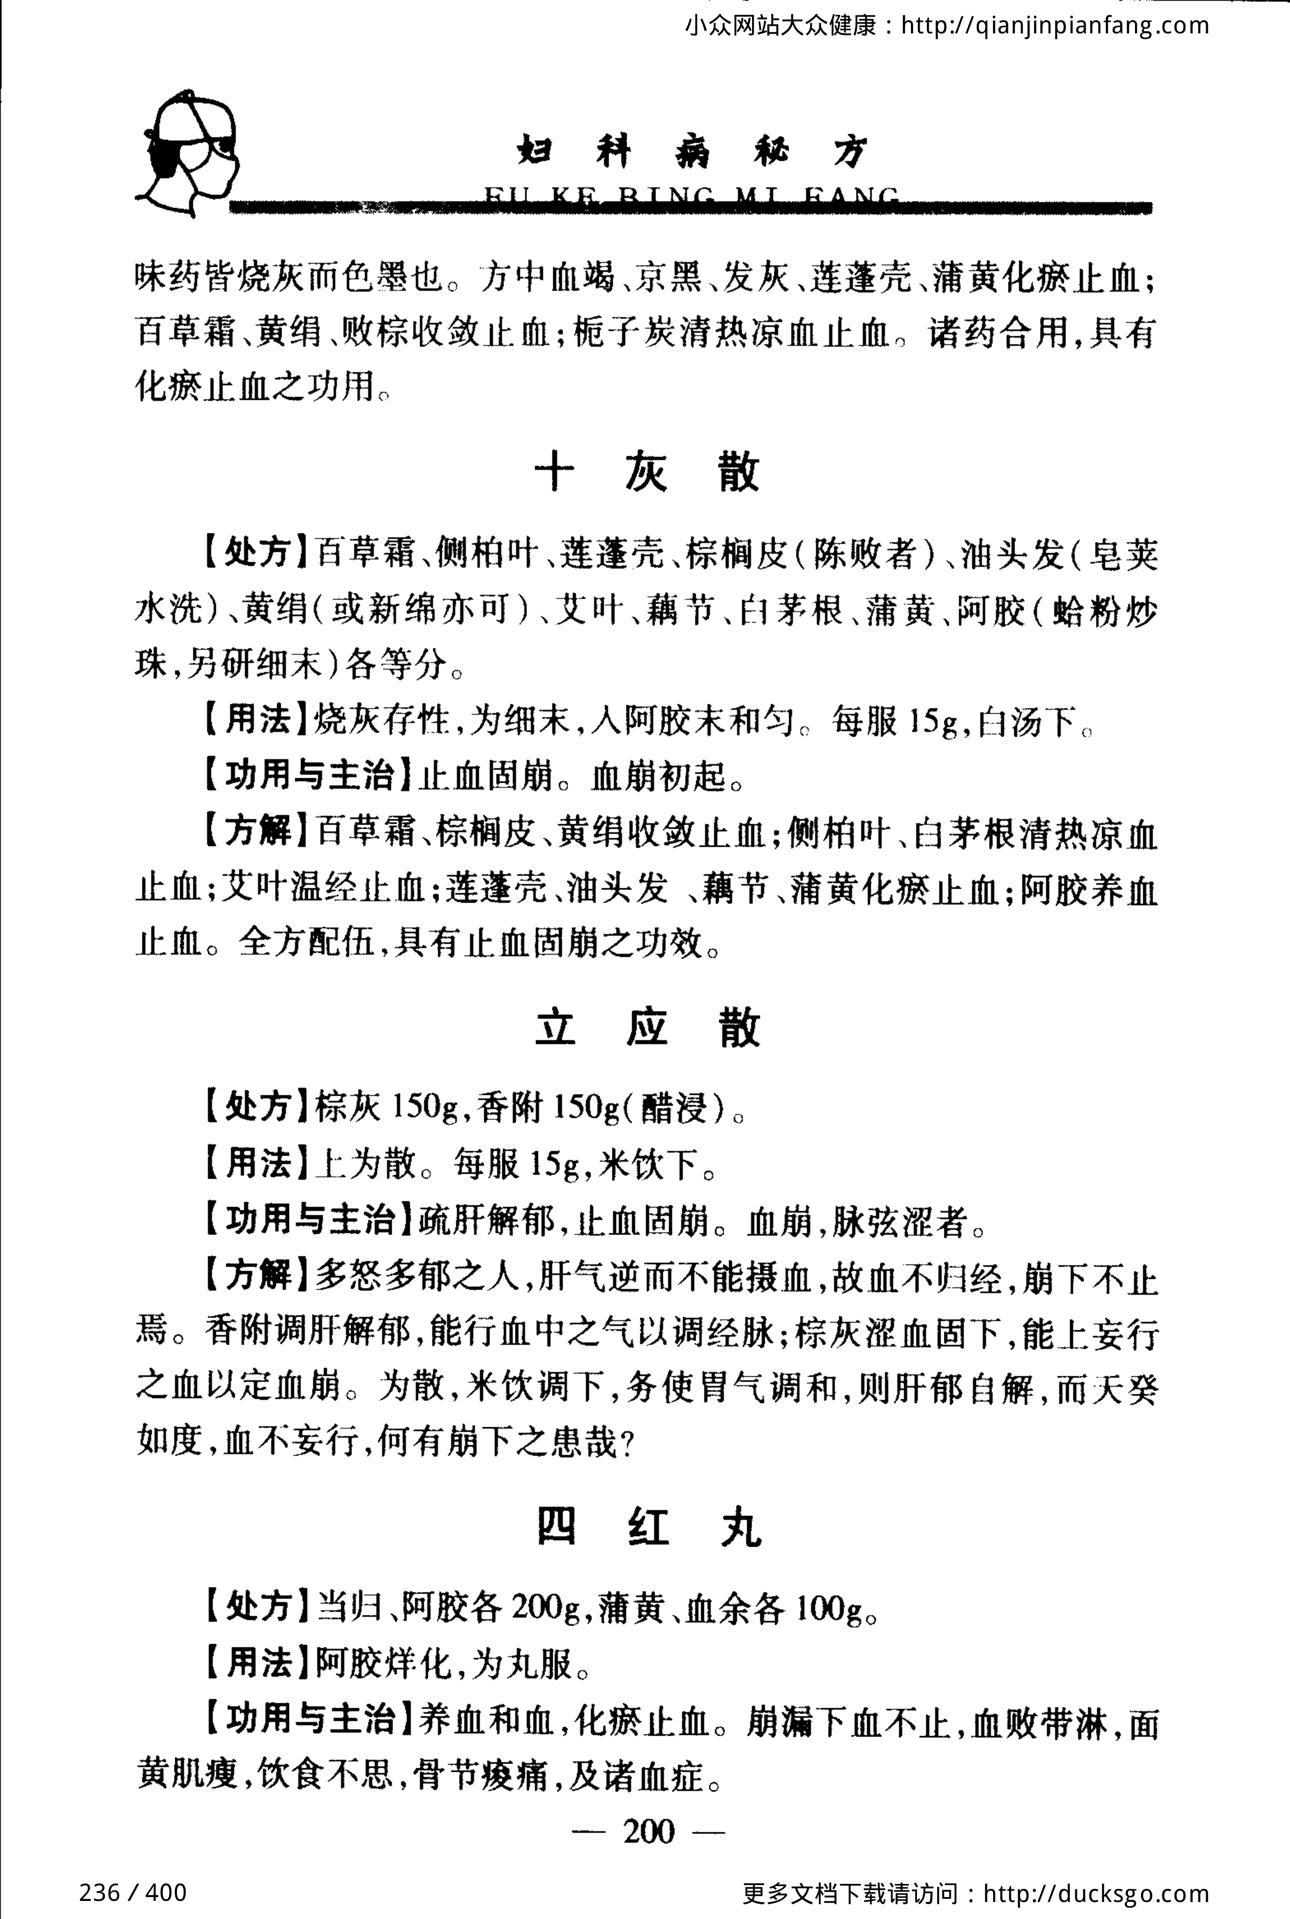 小众网站大众健康：http://qianjinpianfang.com
妇科病秘方
FU KE BING MI FANG
味药皆烧灰而色墨也。方中血竭、京黑、发灰、莲蓬壳、蒲黄化瘀止血；
百草霜、黄绢、败棕收敛止血；栀子炭清热凉血止血。诸药合用，具有
化瘀止血之功用。
十灰散
【处方】百草霜、侧柏叶、莲蓬壳、棕榈皮（陈败者）、油头发（皂荚
水洗）、黄绢（或新绵亦可）、艾叶、藕节、白茅根、蒲黄、阿胶（蛤粉炒
珠，另研细末）各等分。
【用法】烧灰存性，为细末，人阿胶末和匀。每服15g，白汤下。
【功用与主治】止血固崩。血崩初起。
【方解】百草霜、棕榈皮、黄绢收敛止血；侧柏叶、白茅根清热凉血
止血；艾叶温经止血；莲蓬壳、油头发、藕节、蒲黄化瘀止血；阿胶养血
止血。全方配伍，具有止血固崩之功效。
立应散
【处方】棕灰150g，香附150g（醋浸）。
【用法】上为散。每服15g，米饮下。
【功用与主治】疏肝解郁，止血固崩。血崩，脉弦涩者。
【方解】多怒多郁之人，肝气逆而不能摄血，故血不归经，崩下不止
焉。香附调肝解郁，能行血中之气以调经脉；棕灰涩血固下，能上妄行
之血以定血崩。为散，米饮调下，务使胃气调和，则肝郁自解，而天癸
如度，血不妄行，何有崩下之患哉？
四红丸
【处方】当归、阿胶各200g，蒲黄、血余各100g。
【用法】阿胶烊化，为丸服。
【功用与主治】养血和血，化瘀止血。崩漏下血不止，血败带淋，面
黄肌瘦，饮食不思，骨节痠痛，及诸血症。
— 200 —
236 / 400
更多文档下载请访问：http://ducksgo.com